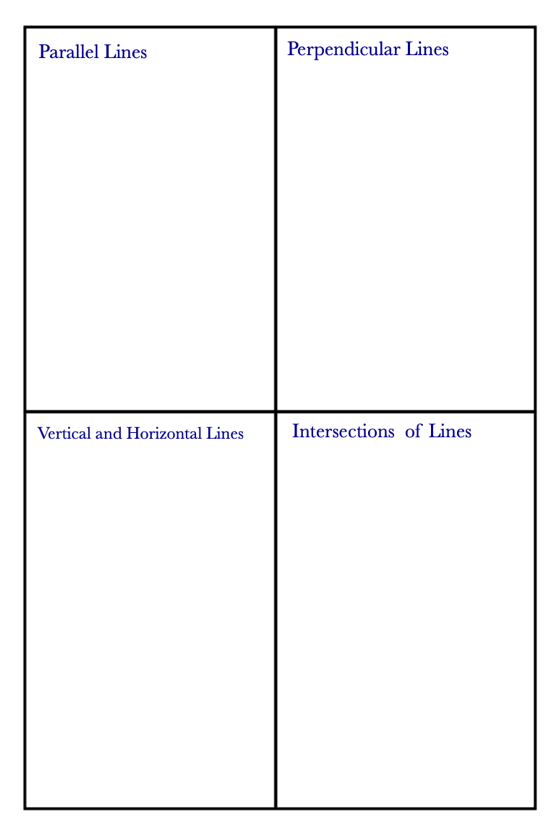 Parallel Lines
Perpendicular Lines
Vertical and Horizontal Lines
Intersections of Lines